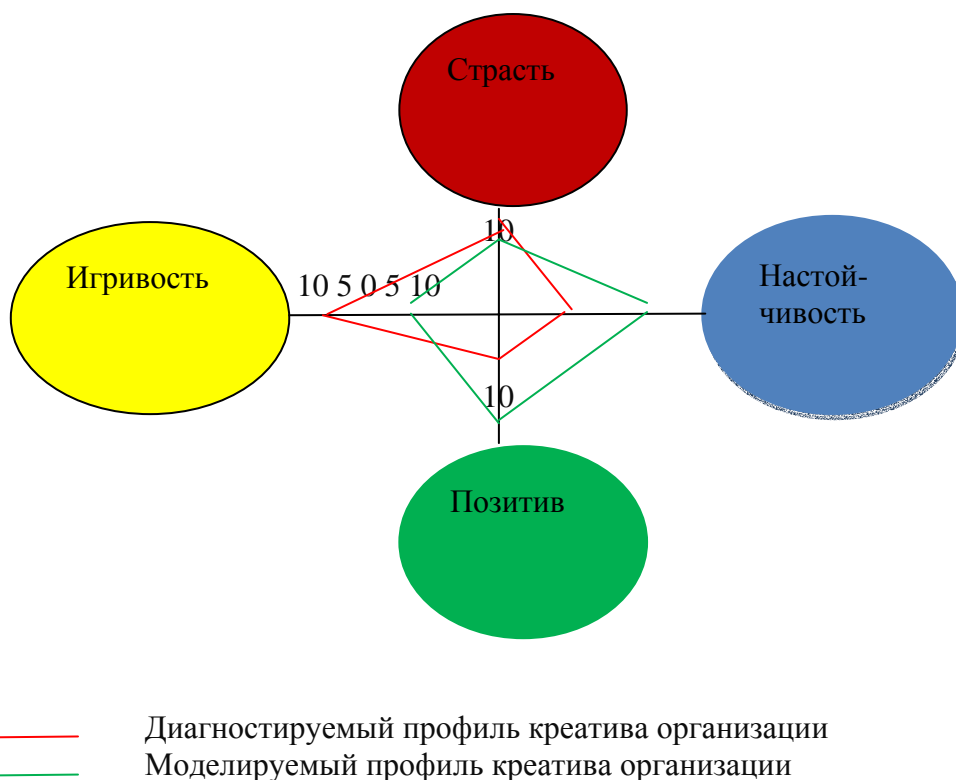 Страсть
10
Игривость
10 5 0 5 10
Настой-
чивость
10
Позитив
Диагностируемый профиль креатива организации
Моделируемый профиль креатива организации